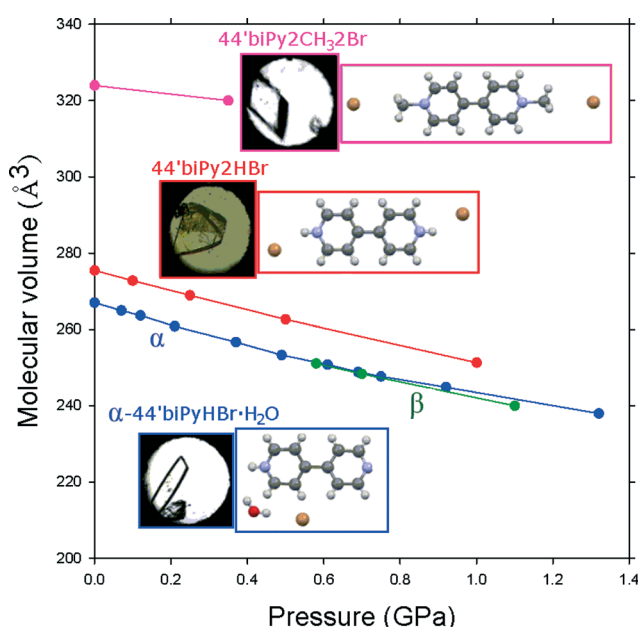 340
320
300
280
260
240
220
200
0.0
0.2
0.4
0.6
0.8
1.0
1.2
1.4
Molecular volume (Å3)
Pressure (GPa)
44'biPy2CH₃2Br
44'biPy2HBr
α
β
α-44'biPyHBr·H₂O